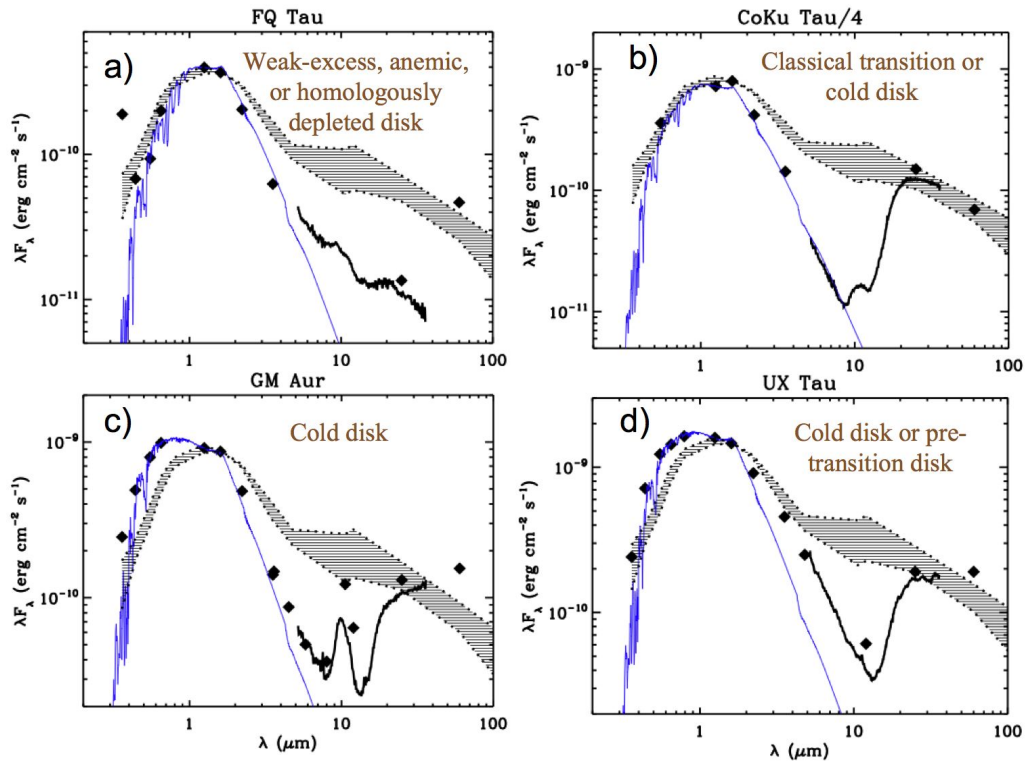 FQ Tau
a)
Weak-excess, anemic,
or homologously
depleted disk
λFλ (erg cm⁻² s⁻¹)
10⁻¹⁰
10⁻¹¹
1 10 100
CoKu Tau/4
b)
Classical transition or
cold disk
λFλ (erg cm⁻² s⁻¹)
10⁻⁹
10⁻¹⁰
10⁻¹¹
1 10 100
GM Aur
c)
Cold disk
λFλ (erg cm⁻² s⁻¹)
10⁻⁹
10⁻¹⁰
1 10 100
λ (μm)
UX Tau
d)
Cold disk or pre-
transition disk
λFλ (erg cm⁻² s⁻¹)
10⁻⁹
10⁻¹⁰
1 10 100
λ (μm)